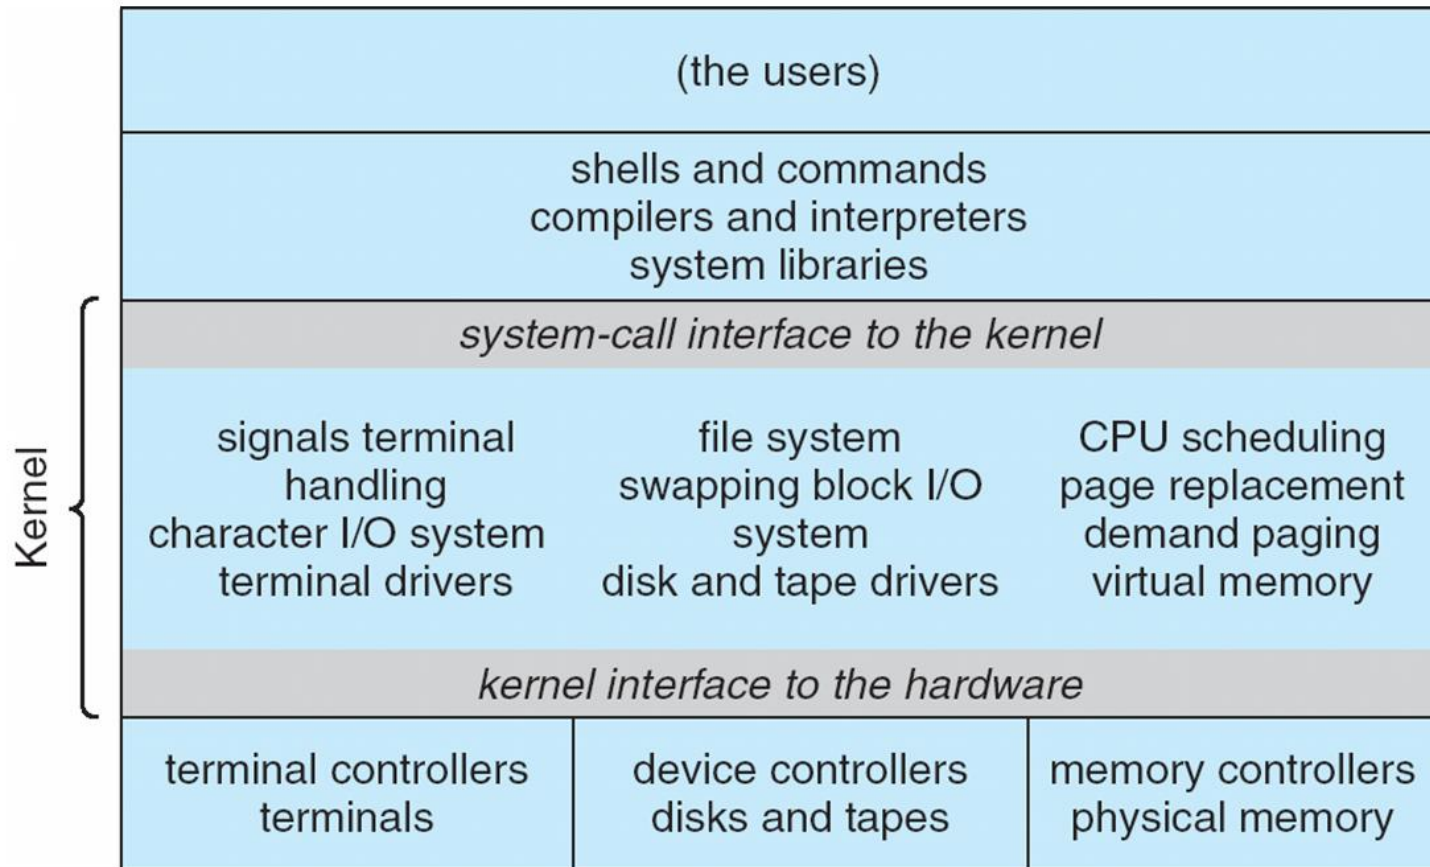 (the users)
shells and commands
compilers and interpreters
system libraries
Kernel
system-call interface to the kernel
signals terminal
handling
character I/O system
terminal drivers
file system
swapping block I/O
system
disk and tape drivers
CPU scheduling
page replacement
demand paging
virtual memory
kernel interface to the hardware
terminal controllers
terminals
device controllers
disks and tapes
memory controllers
physical memory